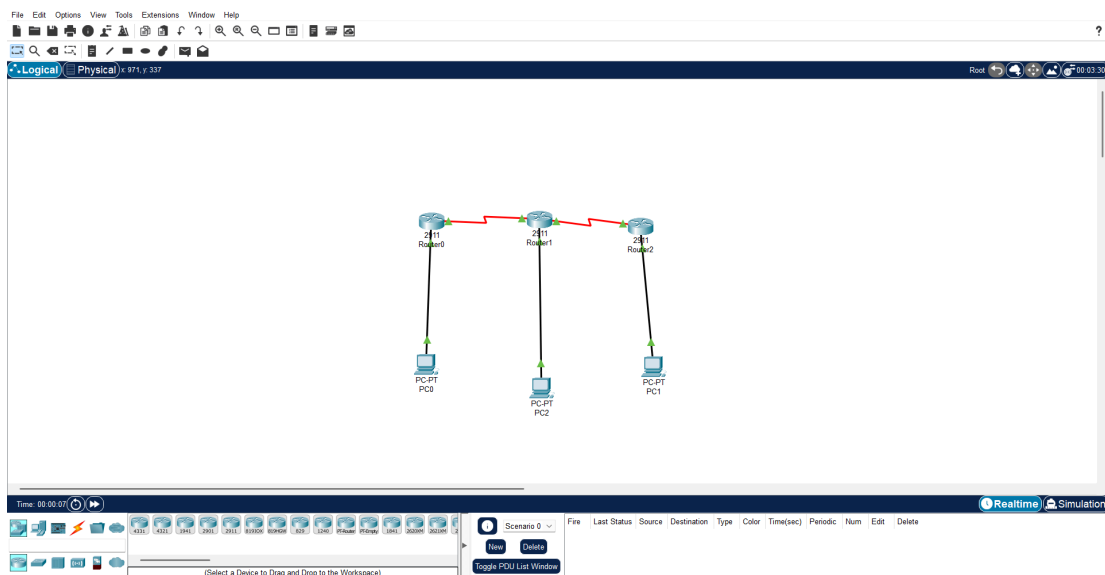 File Edit Options View Tools Extensions Window Help
?
Logical Physical x: 971, y: 337 Root 00:03:30
2911
Router0
2911
Router1
2911
Router2
PC-PT
PC0
PC-PT
PC2
PC-PT
PC1
Time: 00:00:07 Realtime Simulation
4331 4321 1941 2901 2911 819IOX 819HGW 829 1240 PT-Router PT-Empty 1841 2620XM 2621XM
Scenario 0
New Delete
Toggle PDU List Window
Fire Last Status Source Destination Type Color Time(sec) Periodic Num Edit Delete
(Select a Device to Drag and Drop to the Workspace)